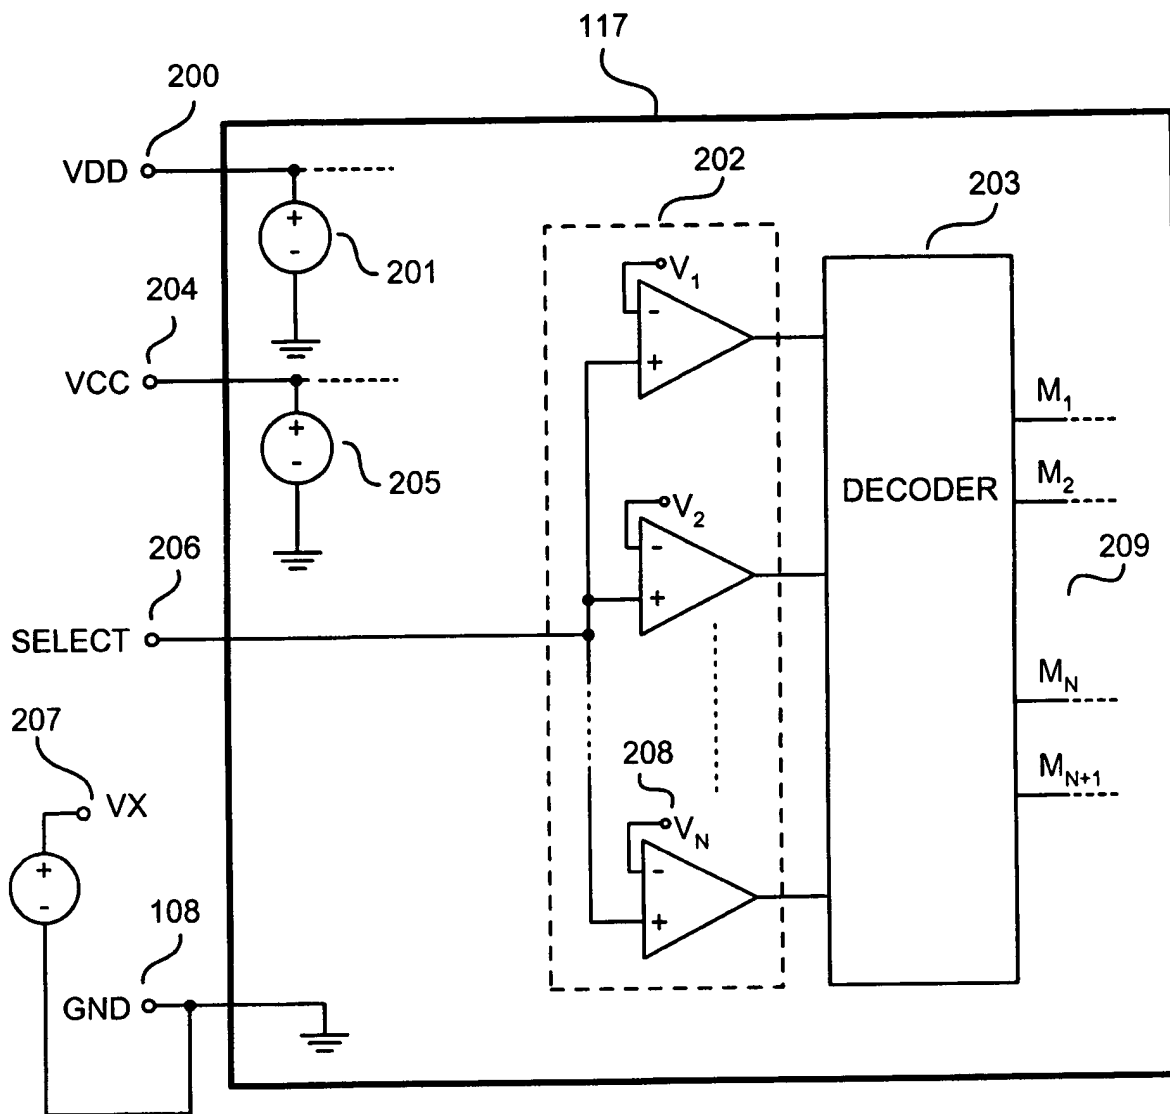 117
200
VDD
202
203
+
-
201
V1
-
+
204
VCC
M1
+
-
205
M2
DECODER
V2
-
+
206
209
SELECT
MN
207
VX
208
MN+1
VN
-
+
+
-
108
GND